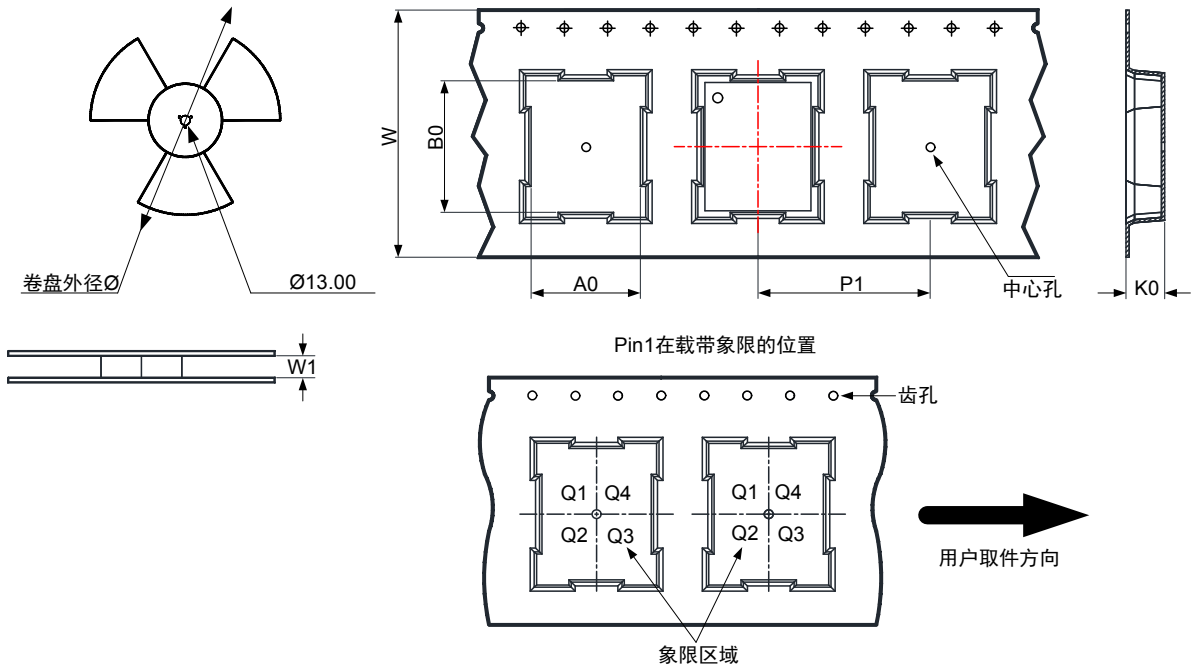 W
B0
A0
P1
K0
中心孔
卷盘外径Ø
Ø13.00
W1
Pin1在载带象限的位置
齿孔
Q1 Q4
Q2 Q3
Q1 Q4
Q2 Q3
用户取件方向
象限区域